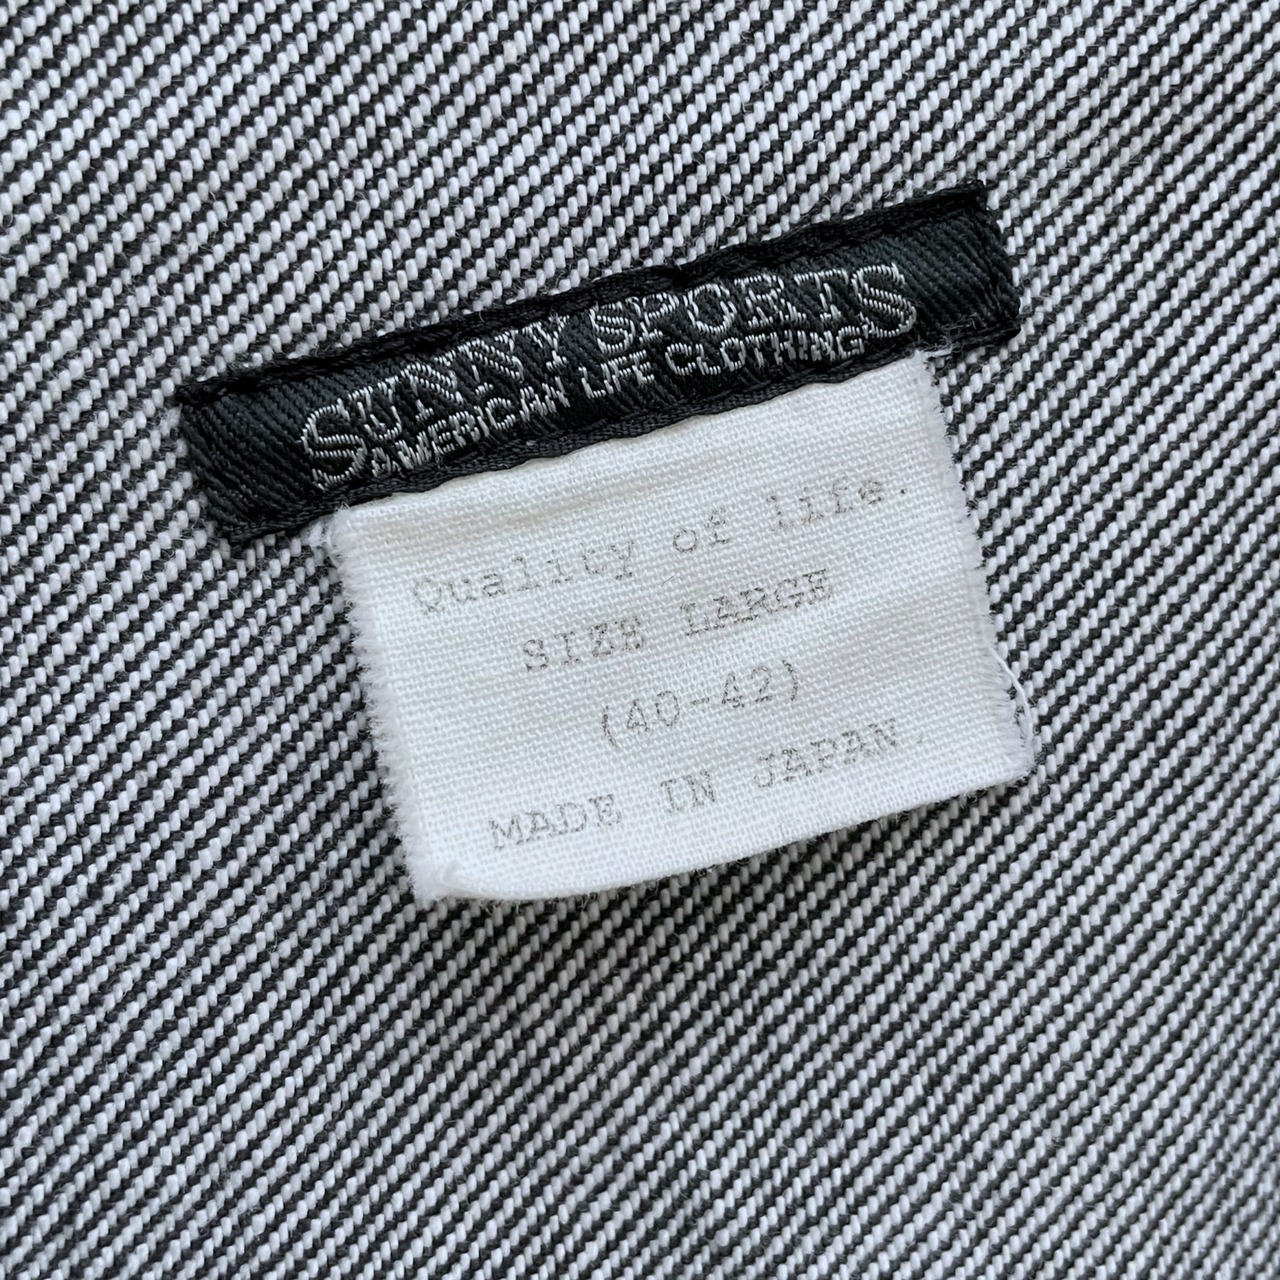 SUNNY SPORTS
AMERICAN LIFE CLOTHING
Quality of life.
SIZE LARGE
(40-42)
MADE IN JAPAN.